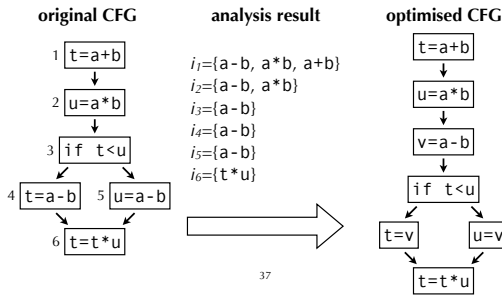 original CFG
analysis result
optimised CFG
1 t=a+b
2 u=a*b
3 if t<u
4 t=a-b
5 u=a-b
6 t=t*u
i1={a-b, a*b, a+b}
i2={a-b, a*b}
i3={a-b}
i4={a-b}
i5={a-b}
i6={t*u}
t=a+b
u=a*b
v=a-b
if t<u
t=v
u=v
t=t*u
37